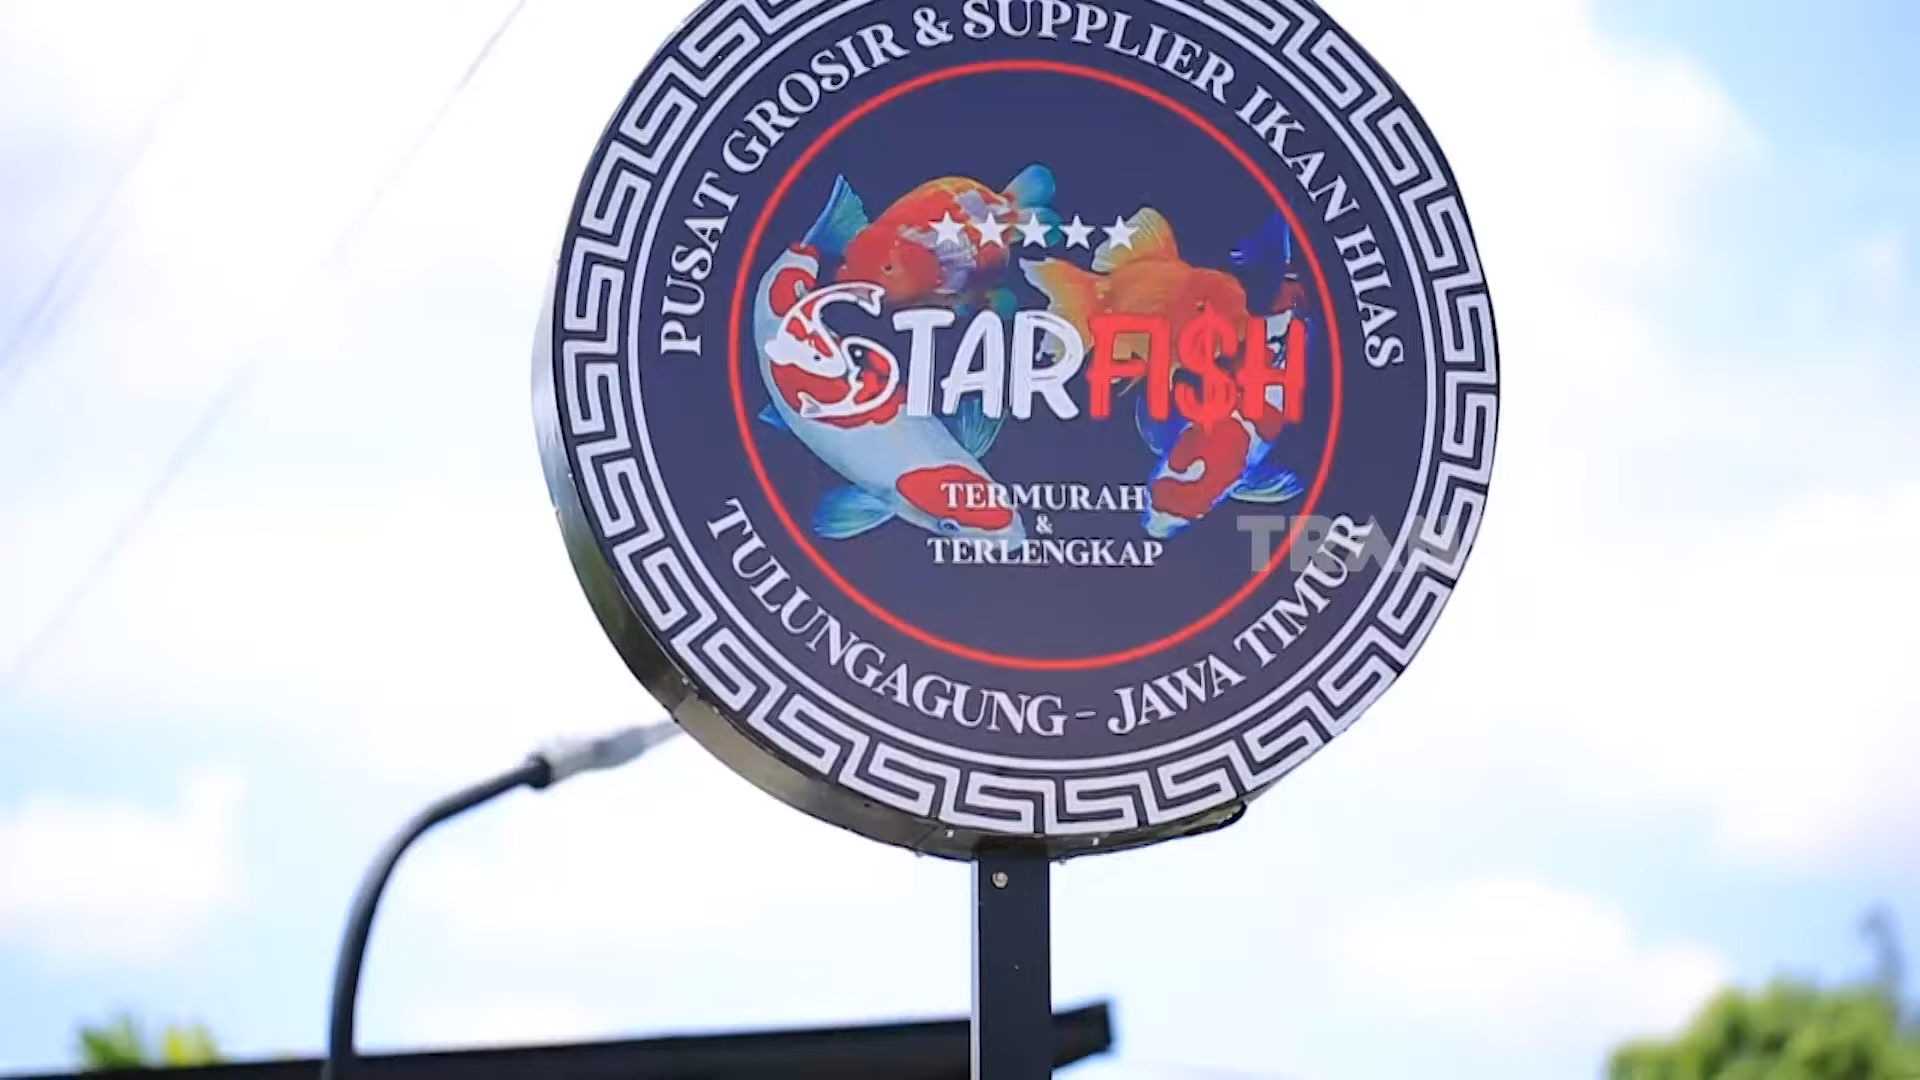 PUSAT GROSIR & SUPPLIER IKAN HIAS
STARFI$H
TERMURAH
&
TERLENGKAP
TULUNGAGUNG - JAWA TIMUR